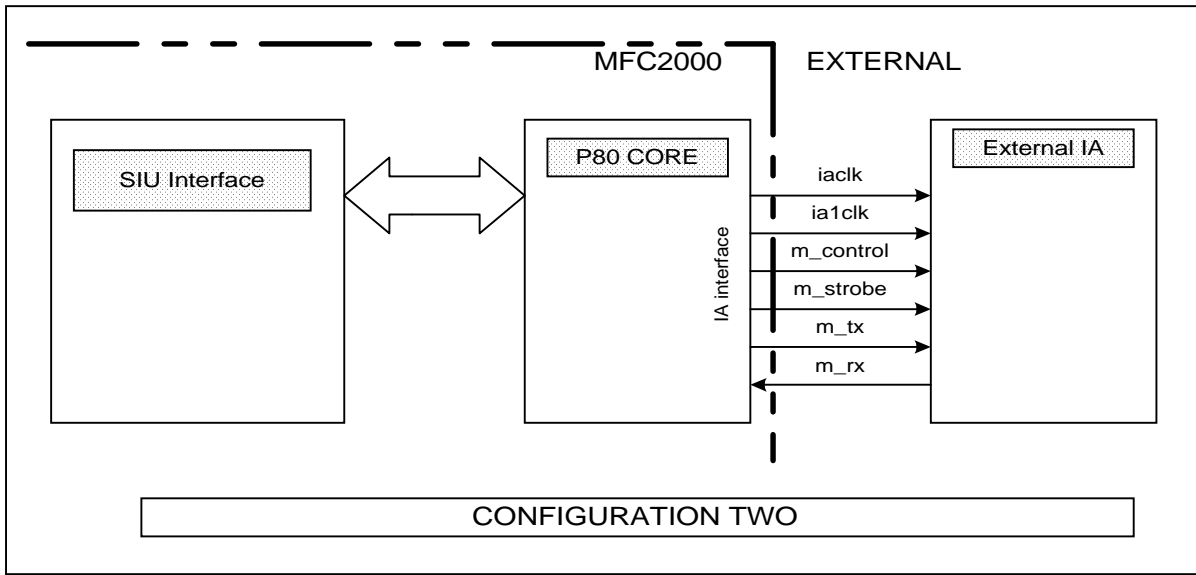 MFC2000
EXTERNAL
SIU Interface
P80 CORE
IA interface
External IA
iaclk
ia1clk
m_control
m_strobe
m_tx
m_rx
CONFIGURATION TWO